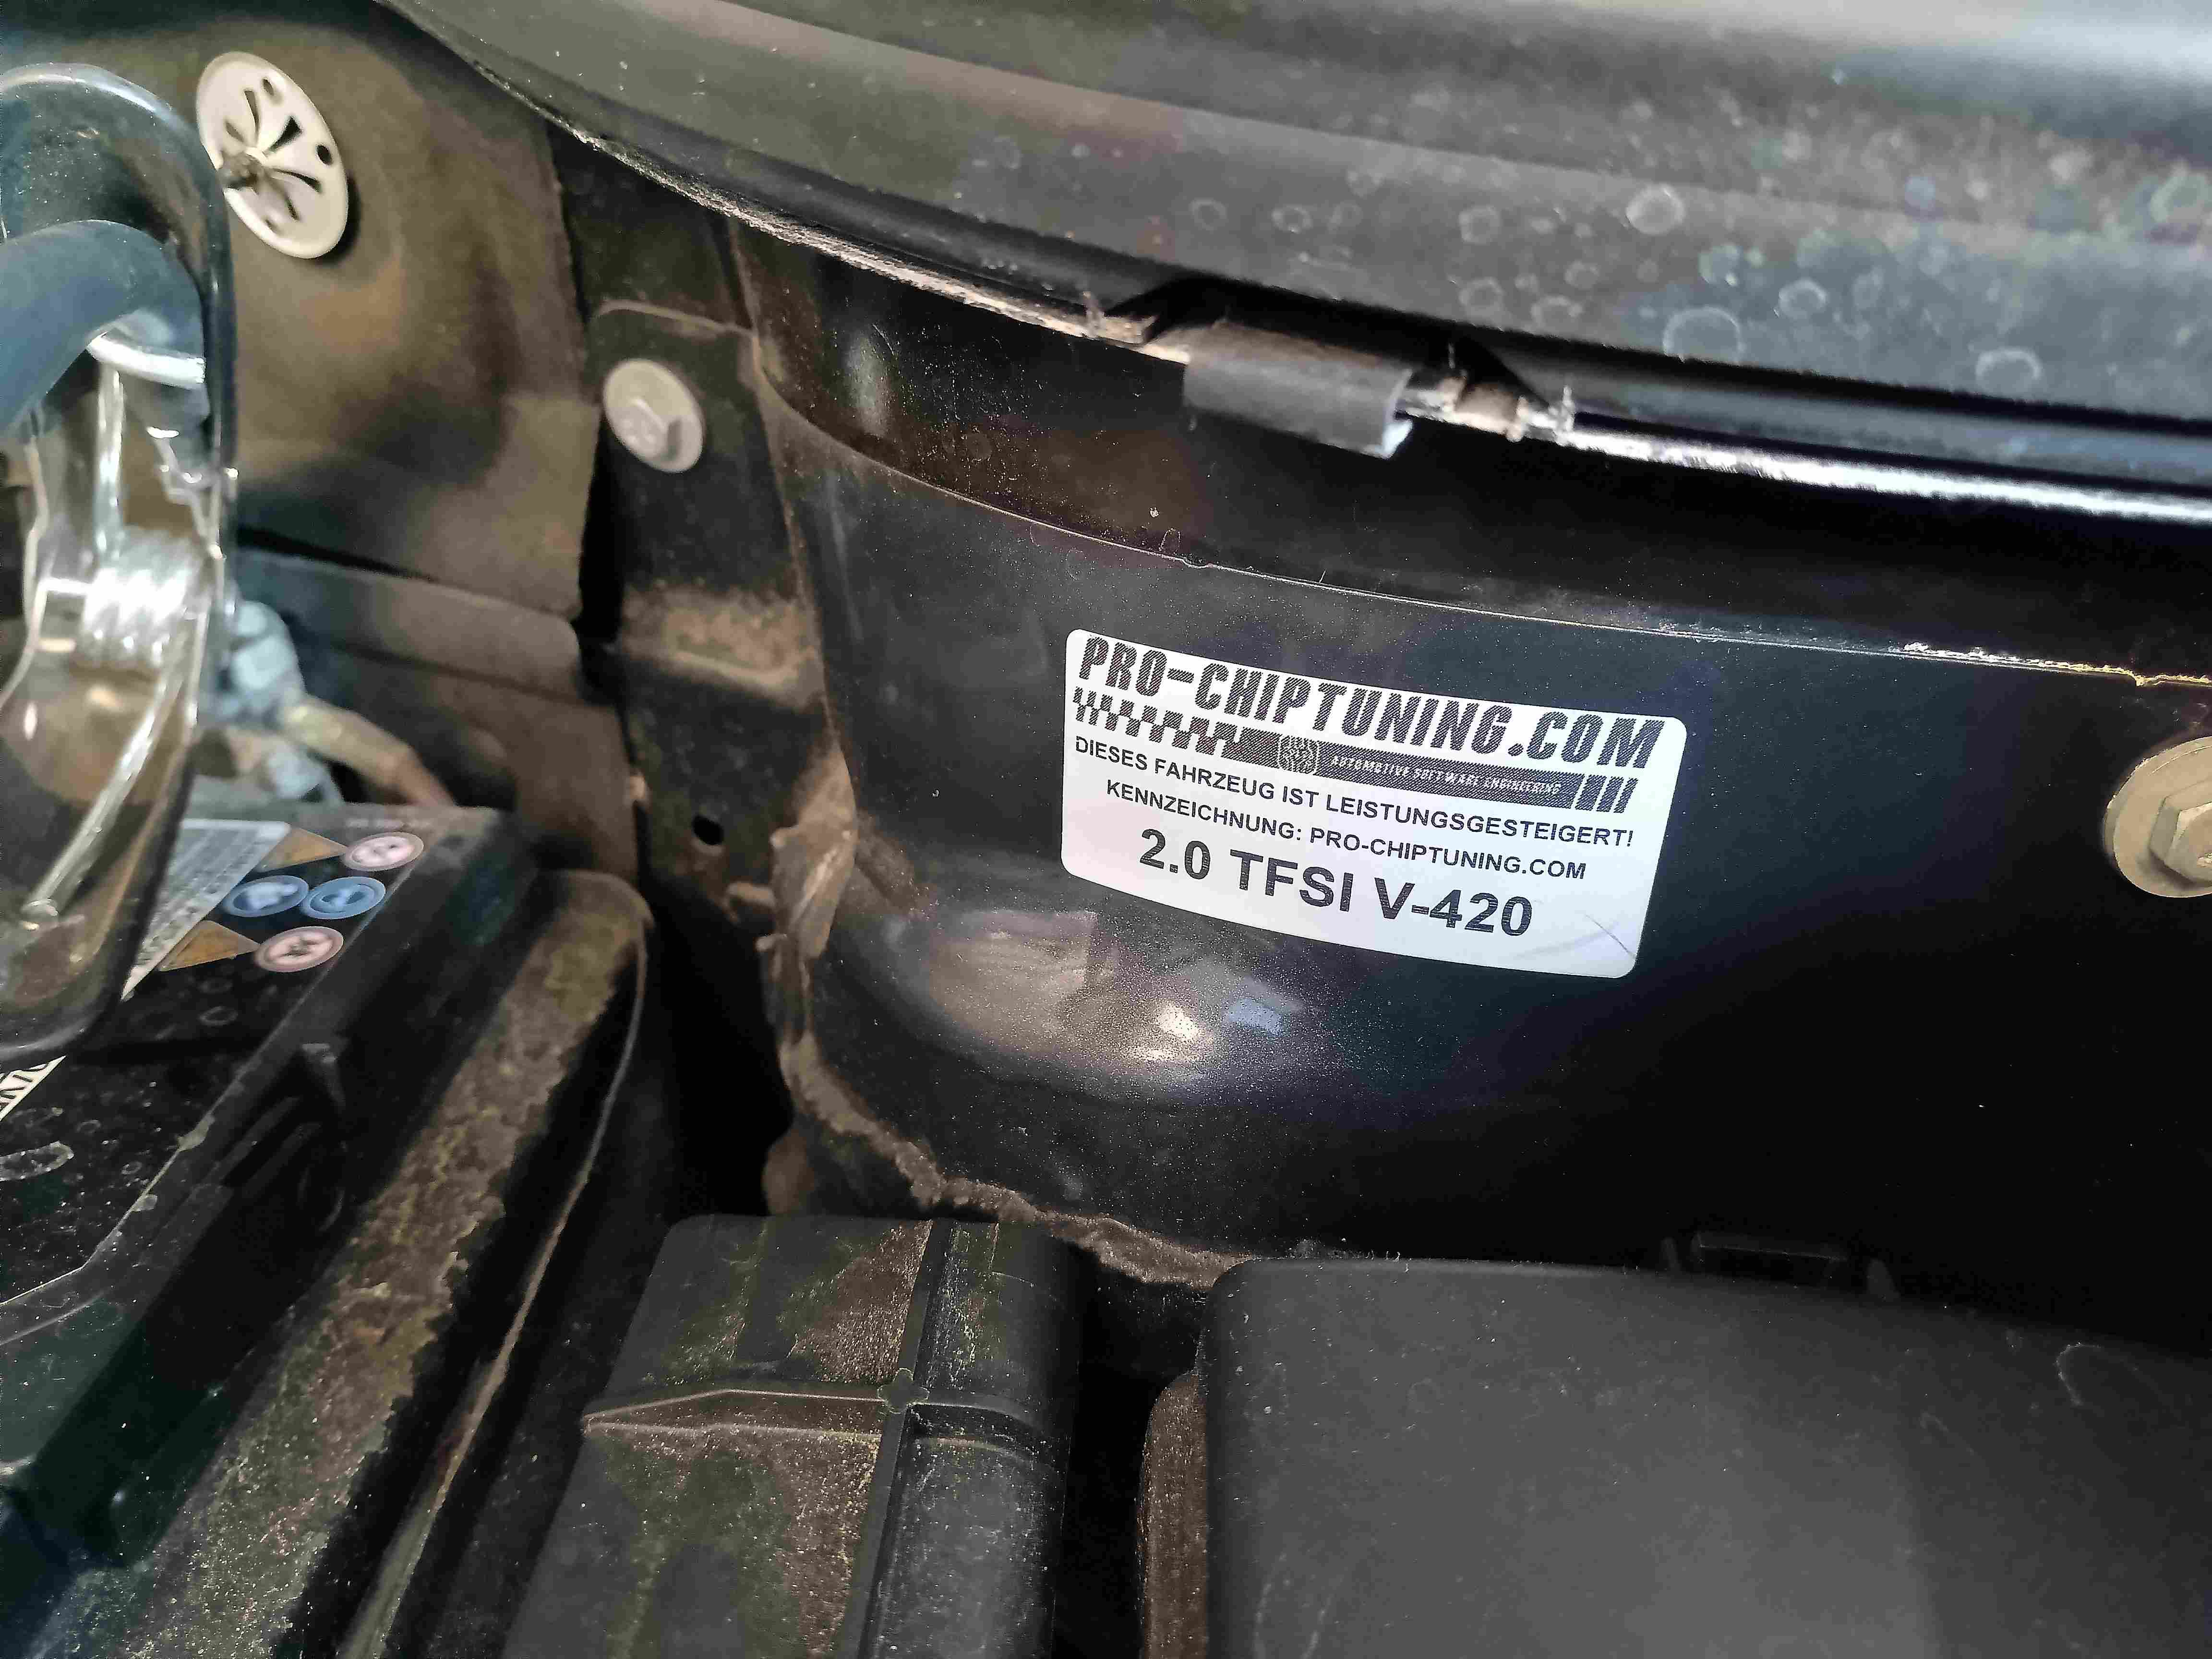 PRO-CHIPTUNING.COM
AUTOMOTIVE SOFTWARE ENGINEERING
DIESES FAHRZEUG IST LEISTUNGSGESTEIGERT!
KENNZEICHNUNG: PRO-CHIPTUNING.COM
2.0 TFSI V-420